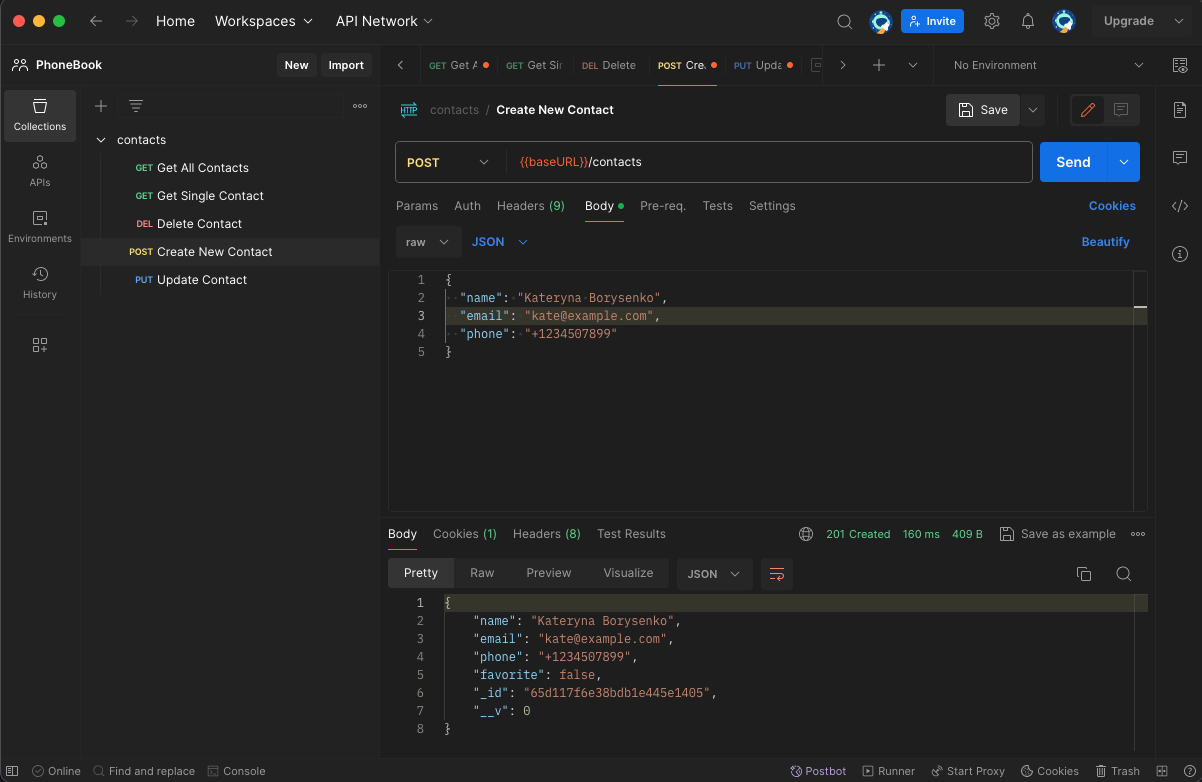 Home Workspaces API Network Invite Upgrade
PhoneBook New Import
GET Get A GET Get Sin DEL Delete POST Cre. PUT Upda No Environment
Collections
APIs
Environments
History
contacts
GET Get All Contacts
GET Get Single Contact
DEL Delete Contact
POST Create New Contact
PUT Update Contact
HTTP contacts / Create New Contact Save
POST {{baseURL}}/contacts Send
Params Auth Headers (9) Body Pre-req. Tests Settings Cookies
raw JSON Beautify
1 {
2 "name": "Kateryna Borysenko",
3 "email": "kate@example.com",
4 "phone": "+1234507899"
5 }
Body Cookies (1) Headers (8) Test Results 201 Created 160 ms 409 B Save as example
Pretty Raw Preview Visualize JSON
1 {
2 "name": "Kateryna Borysenko",
3 "email": "kate@example.com",
4 "phone": "+1234507899",
5 "favorite": false,
6 "_id": "65d117f6e38bdb1e445e1405",
7 "__v": 0
8 }
Online Find and replace Console Postbot Runner Start Proxy Cookies Trash